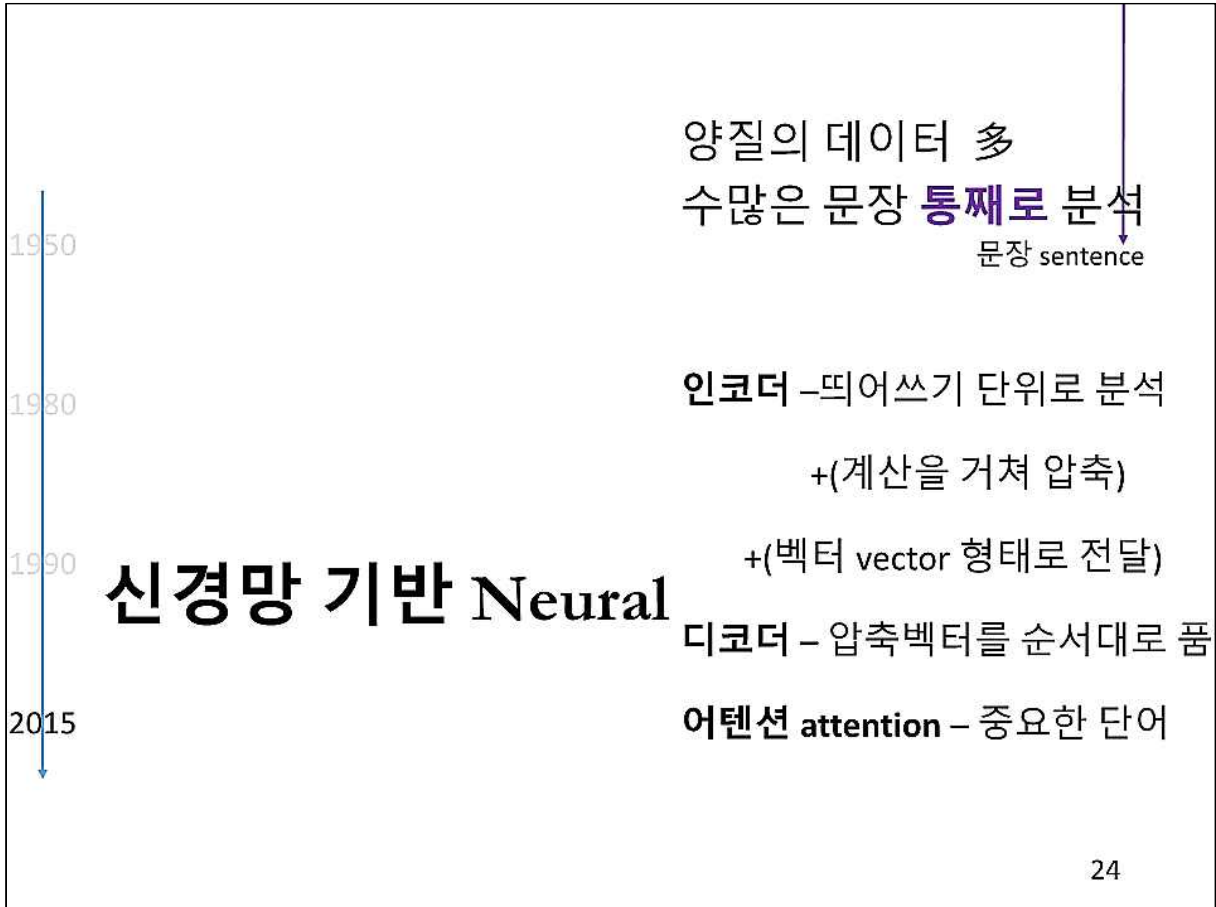 양질의 데이터 多
수많은 문장 통째로 분석
문장 sentence
1950
1980
1990
2015
신경망 기반 Neural
인코더 –띄어쓰기 단위로 분석
+(계산을 거쳐 압축)
+(벡터 vector 형태로 전달)
디코더 – 압축벡터를 순서대로 품
어텐션 attention – 중요한 단어
24